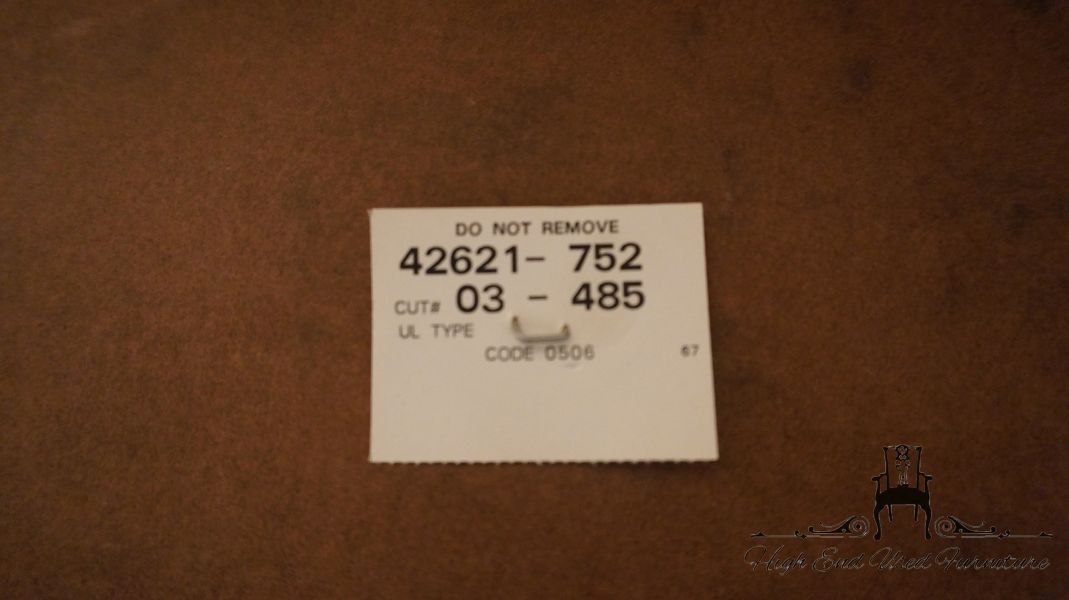 DO NOT REMOVE
42621- 752
CUT# 03 - 485
UL TYPE
CODE 0506 67
High End Used Furniture